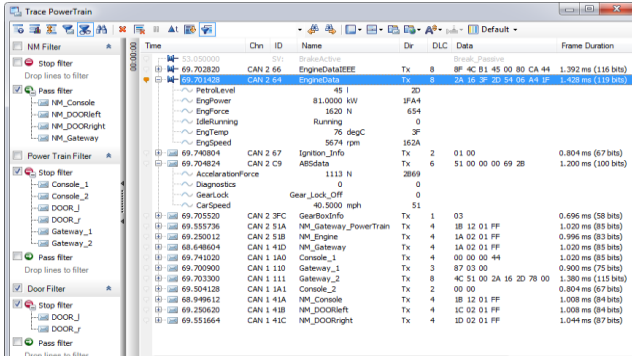 Trace PowerTrain
Default
NM Filter
Stop filter
Drop lines to filter
Pass filter
NM_Console
NM_DOORleft
NM_DOORright
NM_Gateway
Power Train Filter
Stop filter
Console_1
Console_2
DOOR_l
DOOR_r
Gateway_1
Gateway_2
Pass filter
Drop lines to filter
Door Filter
Stop filter
DOOR_l
DOOR_r
Pass filter
Drop lines to filter
00:00:00
Time Chn ID Name Dir DLC Data Frame Duration
53.050000 SV: BrakeActive Break_Passive
69.702820 CAN 2 66 EngineDataIEEE Tx 8 8F 4C B1 45 00 80 CA 44 1.392 ms (116 bits)
69.701428 CAN 2 64 EngineData Tx 8 2A 16 3F 2D 54 06 A4 1F 1.428 ms (119 bits)
PetrolLevel 45 l 2D
EngPower 81.0000 kW 1FA4
EngForce 1620 N 654
IdleRunning Running 0
EngTemp 76 degC 3F
EngSpeed 5674 rpm 162A
69.740804 CAN 2 67 Ignition_Info Tx 2 01 00 0.804 ms (67 bits)
69.704824 CAN 2 C9 ABSdata Tx 6 51 00 00 00 69 2B 1.200 ms (100 bits)
AccelarationForce 1113 N 2B69
Diagnostics 0 0
GearLock Gear_Lock_Off 0
CarSpeed 40.5000 mph 51
69.705520 CAN 2 3FC GearBoxInfo Tx 1 03 0.696 ms (58 bits)
69.555736 CAN 2 51A NM_Gateway_PowerTrain Tx 4 1B 12 01 FF 1.020 ms (85 bits)
69.250012 CAN 2 51B NM_Engine Tx 4 1A 02 01 FF 0.996 ms (83 bits)
68.648604 CAN 1 41D NM_Gateway Tx 4 1A 02 01 FF 1.020 ms (85 bits)
69.741020 CAN 1 1A0 Console_1 Tx 4 00 00 00 44 1.020 ms (85 bits)
69.700900 CAN 1 110 Gateway_1 Tx 3 87 03 00 0.900 ms (75 bits)
69.703300 CAN 1 111 Gateway_2 Tx 8 4C 51 00 2A 16 2D 78 00 1.380 ms (115 bits)
69.504128 CAN 1 1A1 Console_2 Tx 2 00 00 0.804 ms (67 bits)
68.949612 CAN 1 41A NM_Console Tx 4 1B 12 01 FF 1.008 ms (84 bits)
69.250620 CAN 1 41B NM_DOORleft Tx 4 1C 02 01 FF 1.008 ms (84 bits)
69.551664 CAN 1 41C NM_DOORright Tx 4 1D 02 01 FF 1.044 ms (87 bits)